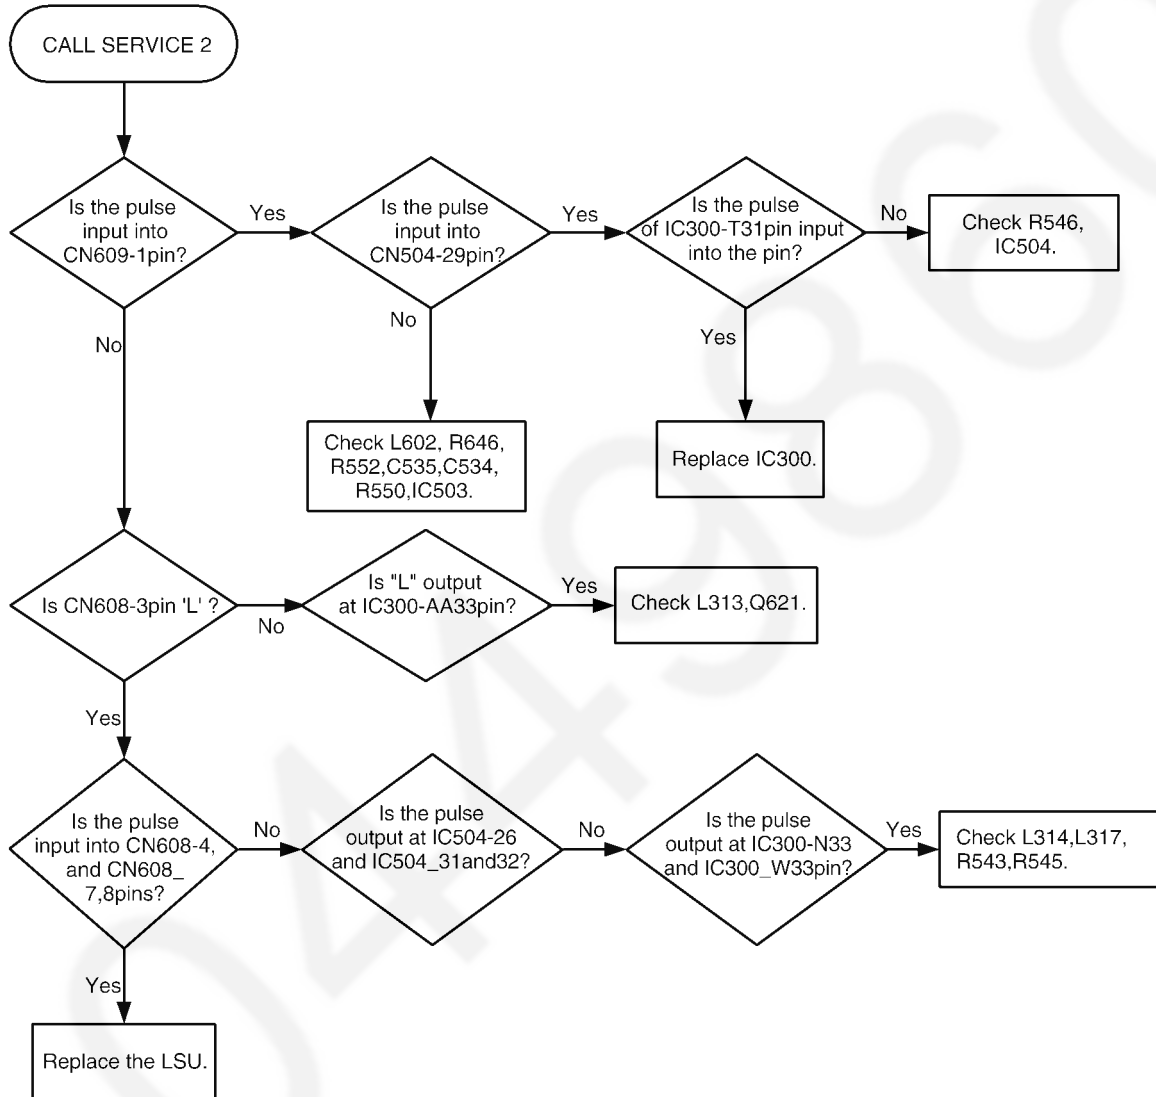 CALL SERVICE 2
Is the pulse
input into
CN609-1pin?
Yes
Is the pulse
input into
CN504-29pin?
Yes
Is the pulse
of IC300-T31pin input
into the pin?
No
Check R546,
IC504.
No
No
Yes
Check L602, R646,
R552,C535,C534,
R550,IC503.
Replace IC300.
Is CN608-3pin 'L' ?
No
Is "L" output
at IC300-AA33pin?
Yes
Check L313,Q621.
Yes
Is the pulse
input into CN608-4,
and CN608_
7,8pins?
No
Is the pulse
output at IC504-26
and IC504_31and32?
No
Is the pulse
output at IC300-N33
and IC300_W33pin?
Yes
Check L314,L317,
R543,R545.
Yes
Replace the LSU.